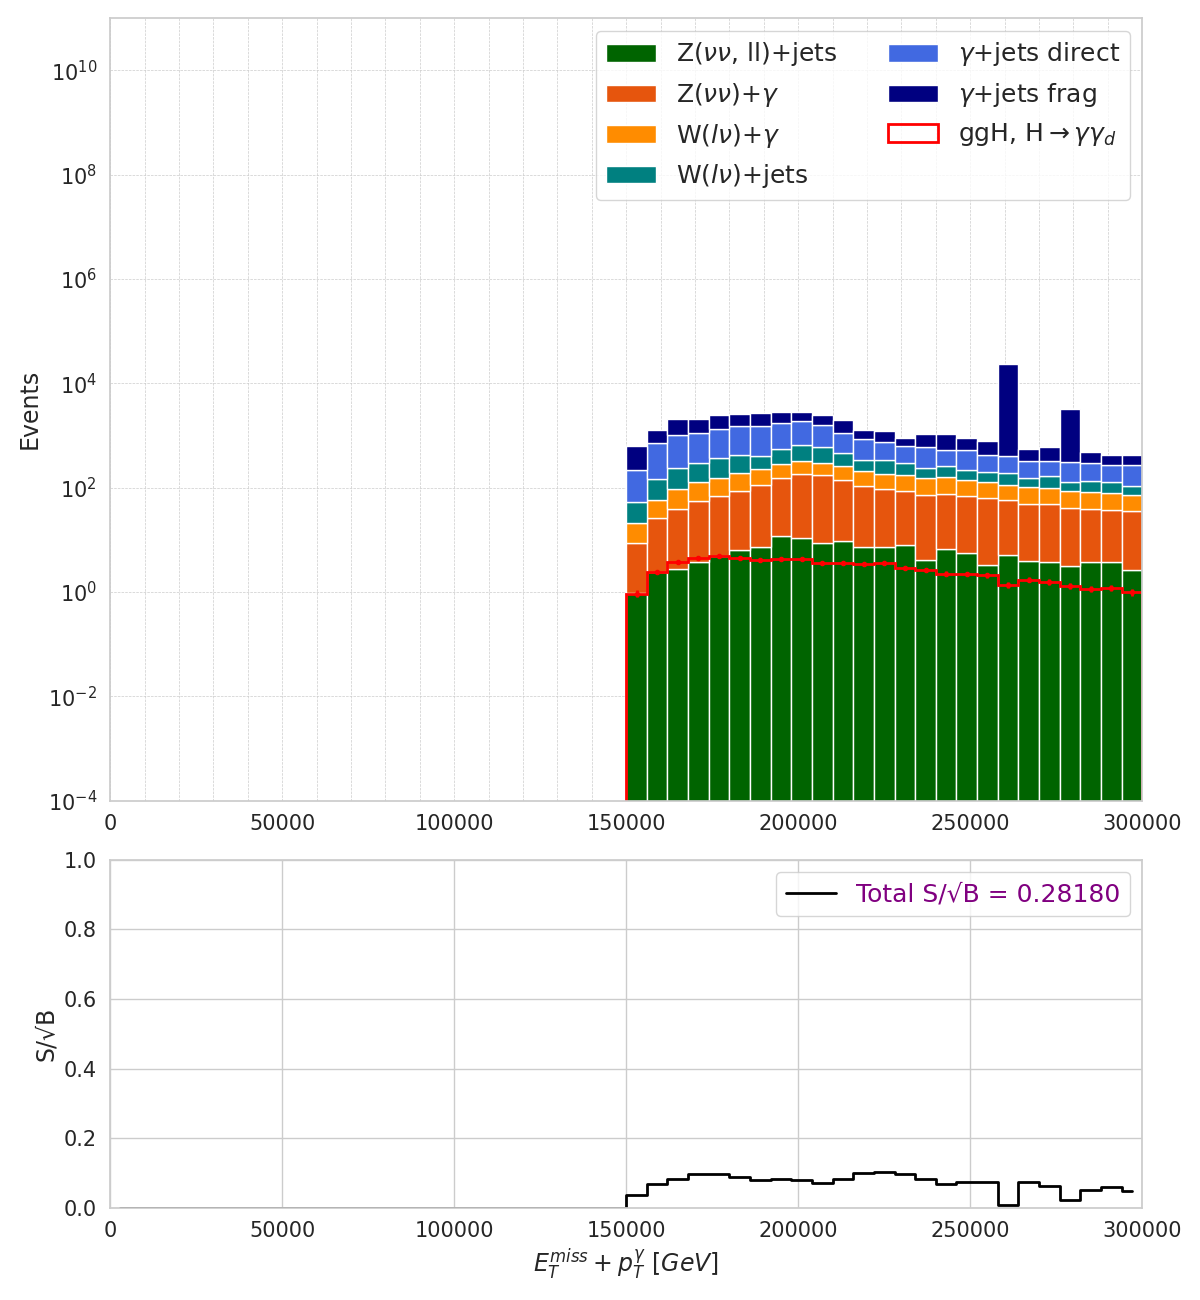 Z(νν, ll)+jets
Z(νν)+γ
W(lν)+γ
W(lν)+jets
γ+jets direct
γ+jets frag
ggH, H→γγ_d
Events
10^10
10^8
10^6
10^4
10^2
10^0
10^−2
10^−4
0 50000 100000 150000 200000 250000 300000
Total S/√B = 0.28180
S/√B
1.0
0.8
0.6
0.4
0.2
0.0
0 50000 100000 150000 200000 250000 300000
E_T^miss + p_T^γ [GeV]